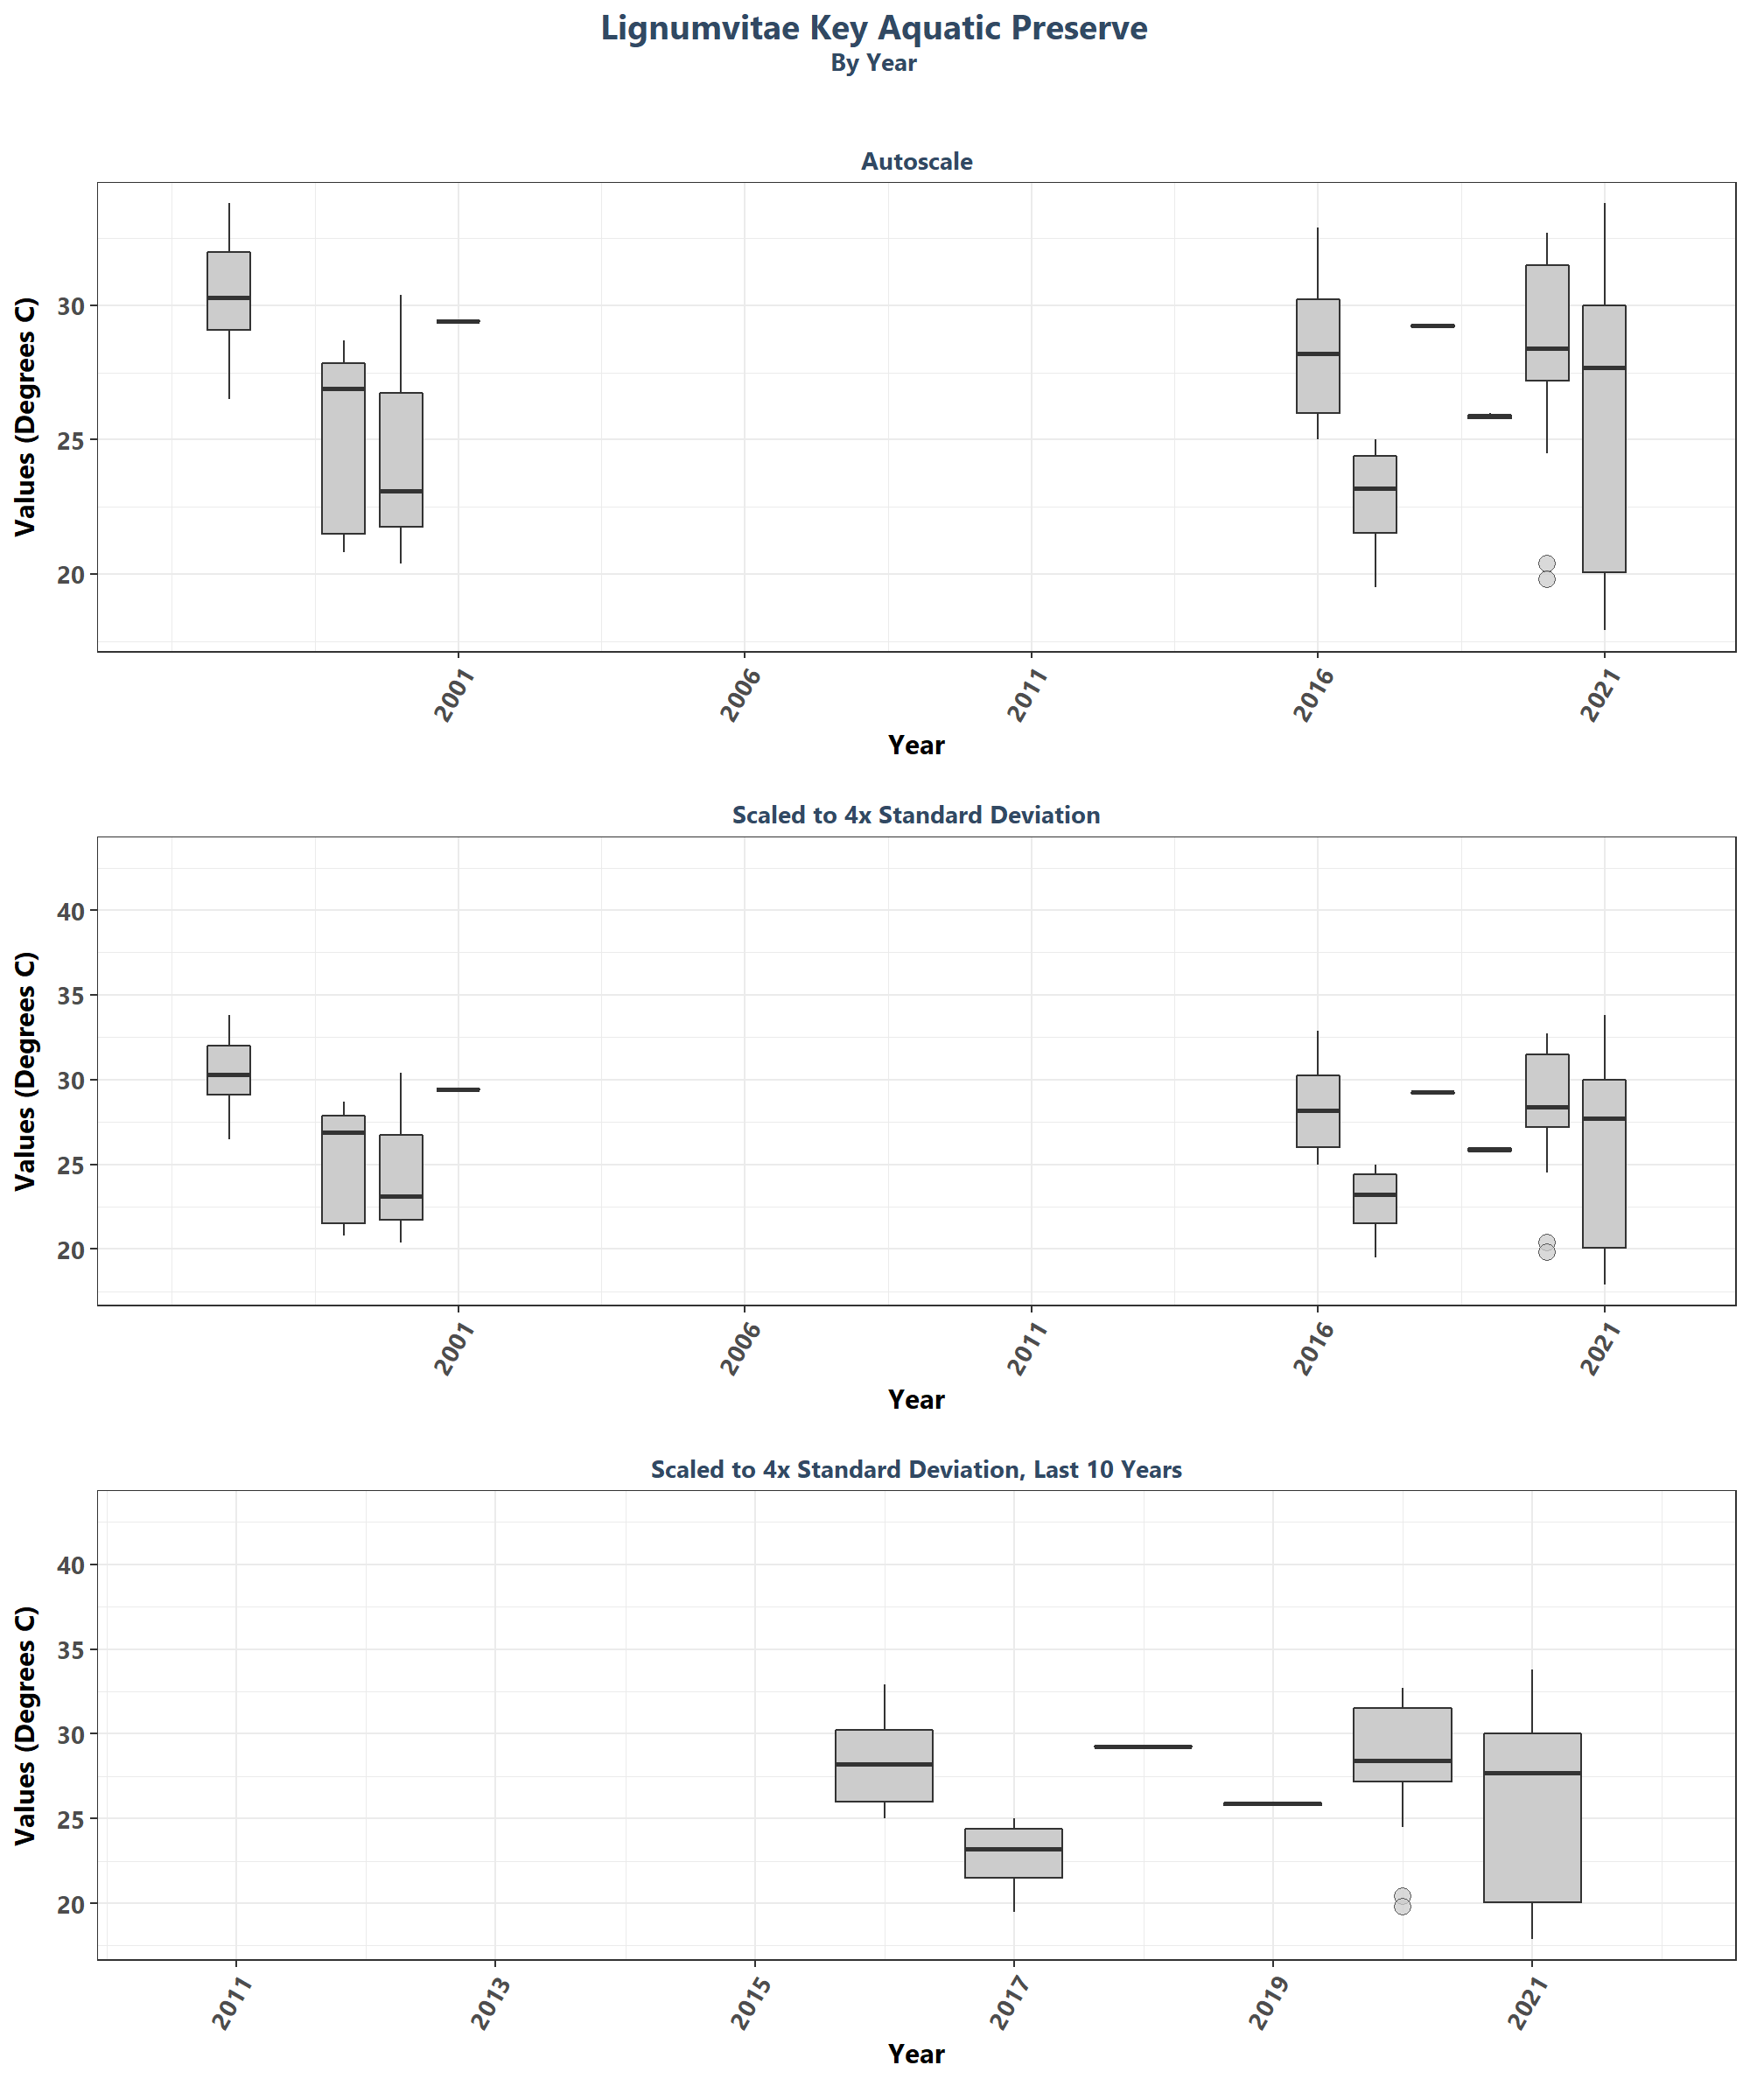 Lignumvitae Key Aquatic Preserve
By Year
Autoscale
Values (Degrees C)
30
25
20
2001
2006
2011
2016
2021
Year
Scaled to 4x Standard Deviation
Values (Degrees C)
40
35
30
25
20
2001
2006
2011
2016
2021
Year
Scaled to 4x Standard Deviation, Last 10 Years
Values (Degrees C)
40
35
30
25
20
2011
2013
2015
2017
2019
2021
Year